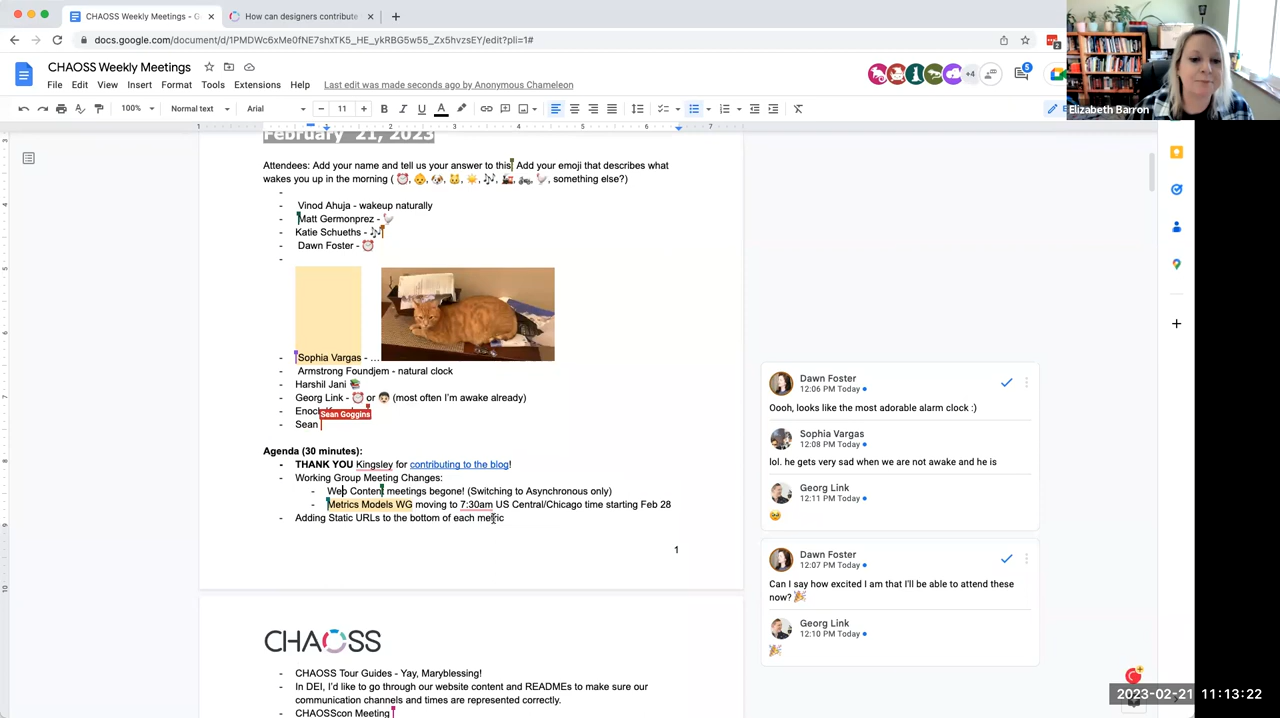 CHAOSS Weekly Meetings - G
How can designers contribute
docs.google.com/document/d/1PMDWc6xMe0fNE7shxTK5_HE_ykRBG5w55_Zx5hvzsEY/edit?pli=1#
CHAOSS Weekly Meetings
File Edit View Insert Format Tools Extensions Help Last edit was made seconds ago by Anonymous Chameleon
+4
5
2
Elizabeth Barron
100% Normal text Arial 11
1 1 2 3 4 5 6 7
February 21, 2023
Attendees: Add your name and tell us your answer to this! Add your emoji that describes what
wakes you up in the morning ( ⏰, 👶, 🐶, 🐱, ☀️, 🎶, 🚂, 🏍️, 🐓, something else?)
-
- Vinod Ahuja - wakeup naturally
- Matt Germonprez - 🐓
- Katie Schueths - 🎶
- Dawn Foster - ⏰
-
- Sophia Vargas - ...
- Armstrong Foundjem - natural clock
- Harshil Jani 📚
- Georg Link - ⏰ or 👦 (most often I'm awake already)
Sean Goggins
- Sean
Agenda (30 minutes):
- THANK YOU Kingsley for contributing to the blog!
- Working Group Meeting Changes:
- Web Content meetings begone! (Switching to Asynchronous only)
- Metrics Models WG moving to 7:30am US Central/Chicago time starting Feb 28
- Adding Static URLs to the bottom of each metric
1
CHAOSS
- CHAOSS Tour Guides - Yay, Maryblessing!
- In DEI, I'd like to go through our website content and READMEs to make sure our
communication channels and times are represented correctly.
- CHAOSScon Meeting
Dawn Foster
12:06 PM Today
Oooh, looks like the most adorable alarm clock :)
Sophia Vargas
12:08 PM Today
lol. he gets very sad when we are not awake and he is
Georg Link
12:11 PM Today
🥹
Dawn Foster
12:07 PM Today
Can I say how excited I am that I'll be able to attend these
now? 🎉
Georg Link
12:10 PM Today
🎉
2023-02-21 11:13:22